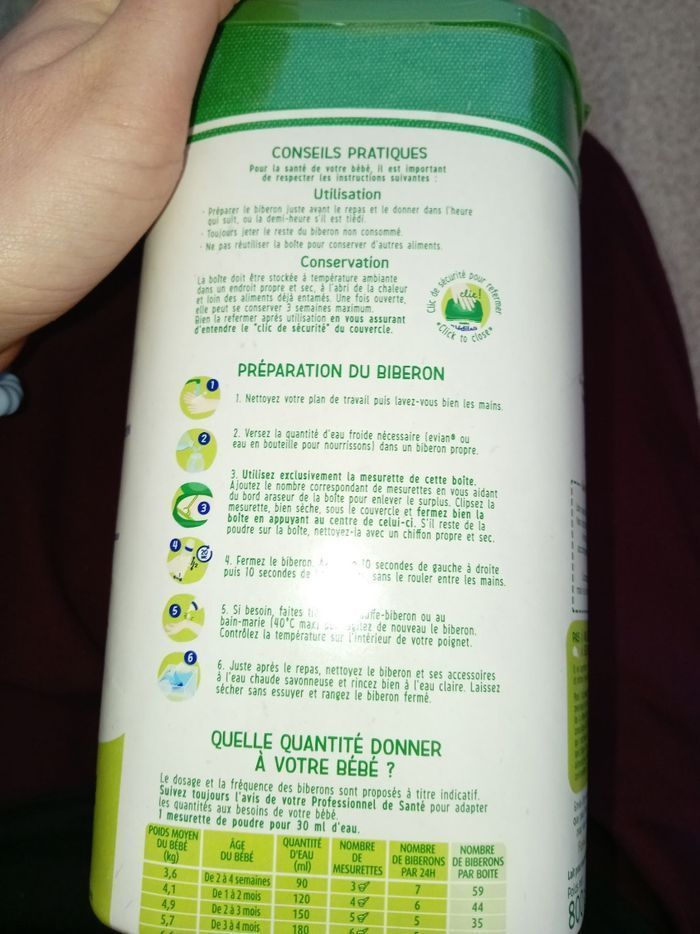 CONSEILS PRATIQUES
Pour la santé de votre bébé, il est important
de respecter les instructions suivantes :
Utilisation
- Préparer le biberon juste avant le repas et le donner dans l'heure
qui suit, ou la demi-heure s'il est tiédi.
- Toujours jeter le reste du biberon non consommé.
- Ne pas réutiliser la boîte pour conserver d'autres aliments.
Conservation
La boîte doit être stockée à température ambiante
dans un endroit propre et sec, à l'abri de la chaleur
et loin des aliments déjà entamés. Une fois ouverte,
elle peut se conserver 3 semaines maximum.
Bien la refermer après utilisation en vous assurant
d'entendre le "clic de sécurité" du couvercle.
Clic de sécurité pour refermer
clic!
"Click to close"
PRÉPARATION DU BIBERON
1
1. Nettoyez votre plan de travail puis lavez-vous bien les mains.
2
2. Versez la quantité d'eau froide nécessaire (evian® ou
eau en bouteille pour nourrissons) dans un biberon propre.
3
3. Utilisez exclusivement la mesurette de cette boîte.
Ajoutez le nombre correspondant de mesurettes en vous aidant
du bord araseur de la boîte pour enlever le surplus. Clipsez la
mesurette, bien sèche, sous le couvercle et fermez bien la
boîte en appuyant au centre de celui-ci. S'il reste de la
poudre sur la boîte, nettoyez-la avec un chiffon propre et sec.
4
4. Fermez le biberon. 10 secondes de gauche à droite
puis 10 secondes de sans le rouler entre les mains.
5
5. Si besoin, faites ou au
bain-marie (40°C max) de nouveau le biberon.
Contrôlez la température sur l'intérieur de votre poignet.
6
6. Juste après le repas, nettoyez le biberon et ses accessoires
à l'eau chaude savonneuse et rincez bien à l'eau claire. Laissez
sécher sans essuyer et rangez le biberon fermé.
QUELLE QUANTITÉ DONNER
À VOTRE BÉBÉ ?
Le dosage et la fréquence des biberons sont proposés à titre indicatif.
Suivez toujours l'avis de votre Professionnel de Santé pour adapter
les quantités aux besoins de votre bébé.
1 mesurette de poudre pour 30 ml d'eau.
POIDS MOYEN DU BÉBÉ (kg) ÂGE DU BÉBÉ QUANTITÉ D'EAU (ml) NOMBRE DE MESURETTES NOMBRE DE BIBERONS PAR 24H NOMBRE DE BIBERONS PAR BOITE
3,6 De 2 à 4 semaines 90 3 7 59
4,1 De 1 à 2 mois 120 4 6 44
4,9 De 2 à 3 mois 150 5 5 35
5,7 De 3 à 4 mois 180